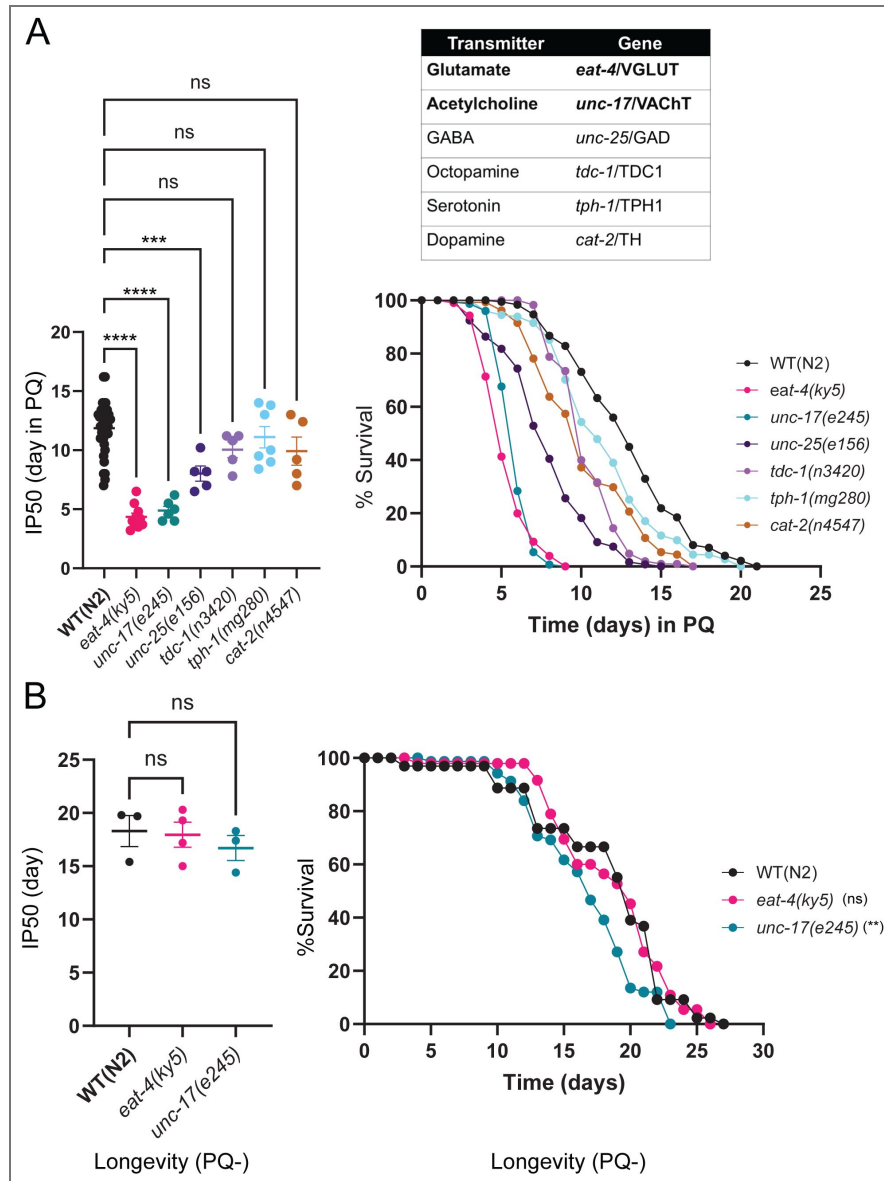 A
Transmitter Gene
Glutamate eat-4/VGLUT
Acetylcholine unc-17/VAChT
GABA unc-25/GAD
Octopamine tdc-1/TDC1
Serotonin tph-1/TPH1
Dopamine cat-2/TH
ns
ns
ns
***
****
****
IP50 (day in PQ)
20
15
10
5
0
WT(N2)
eat-4(ky5)
unc-17(e245)
unc-25(e156)
tdc-1(n3420)
tph-1(mg280)
cat-2(n4547)
% Survival
100
80
60
40
20
0
0 5 10 15 20 25
Time (days) in PQ
WT(N2)
eat-4(ky5)
unc-17(e245)
unc-25(e156)
tdc-1(n3420)
tph-1(mg280)
cat-2(n4547)
B
ns
ns
IP50 (day)
25
20
15
10
5
0
WT(N2)
eat-4(ky5)
unc-17(e245)
Longevity (PQ-)
%Survival
100
80
60
40
20
0
0 5 10 15 20 25 30
Time (days)
WT(N2)
eat-4(ky5) (ns)
unc-17(e245) (**)
Longevity (PQ-)